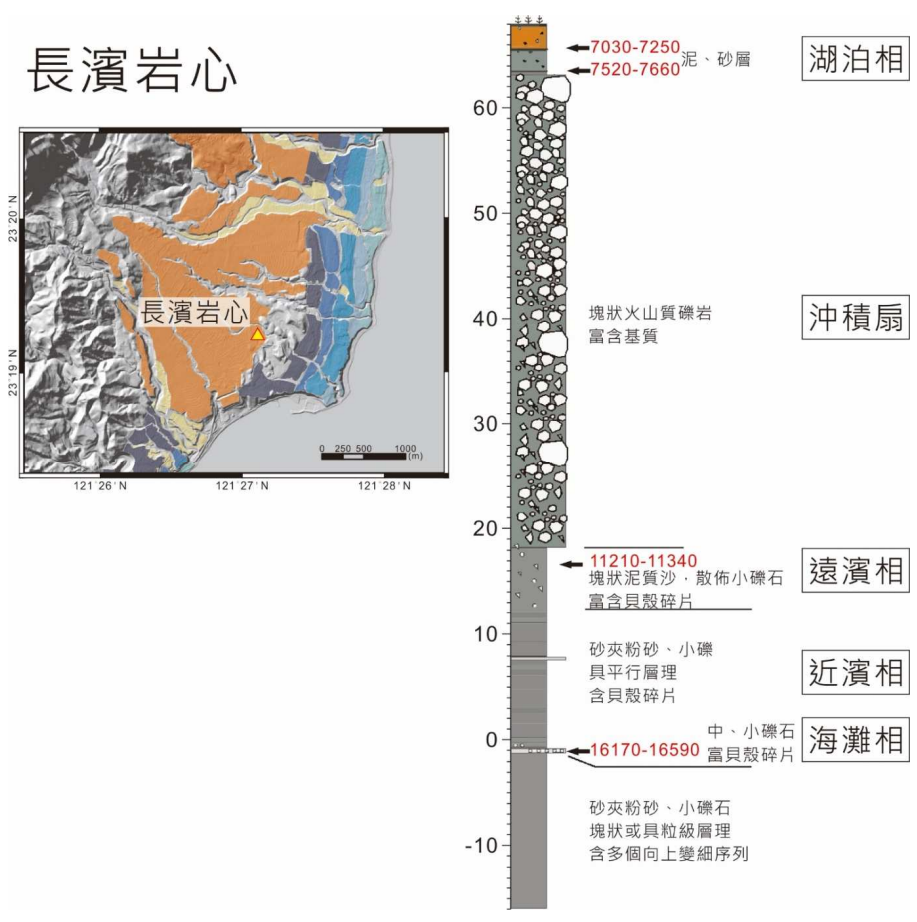 長濱岩心
23°20'N
23°19'N
長濱岩心
0 250 500 1000
(m)
121°26'N
121°27'N
121°28'N
7030-7250
7520-7660
泥、砂層
湖泊相
60
50
40
塊狀火山質礫岩
富含基質
沖積扇
30
20
11210-11340
塊狀泥質沙，散佈小礫石
富含貝殼碎片
遠濱相
10
砂夾粉砂、小礫
具平行層理
含貝殼碎片
近濱相
0
16170-16590
中、小礫石
富貝殼碎片
海灘相
砂夾粉砂、小礫石
塊狀或具粒級層理
含多個向上變細序列
-10